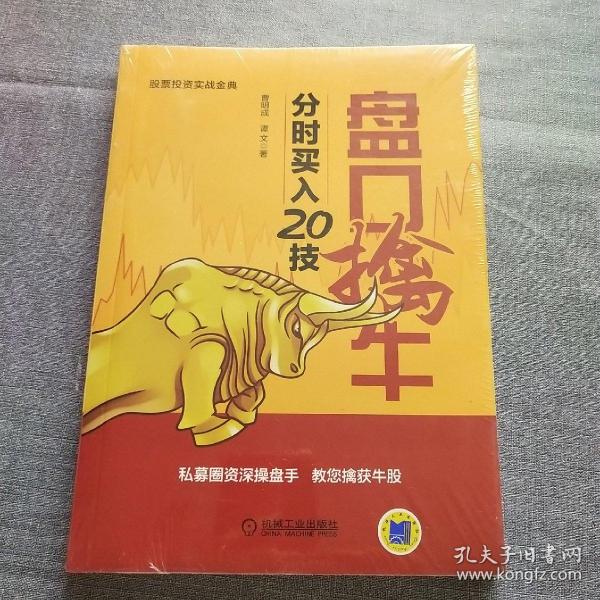 股票投资实战金典
盘口擒牛
分时买入20技
曹明成 谭文◎著
私募圈资深操盘手 教您擒获牛股
机械工业出版社
CHINA MACHINE PRESS
孔夫子旧书网
www.kongfz.com